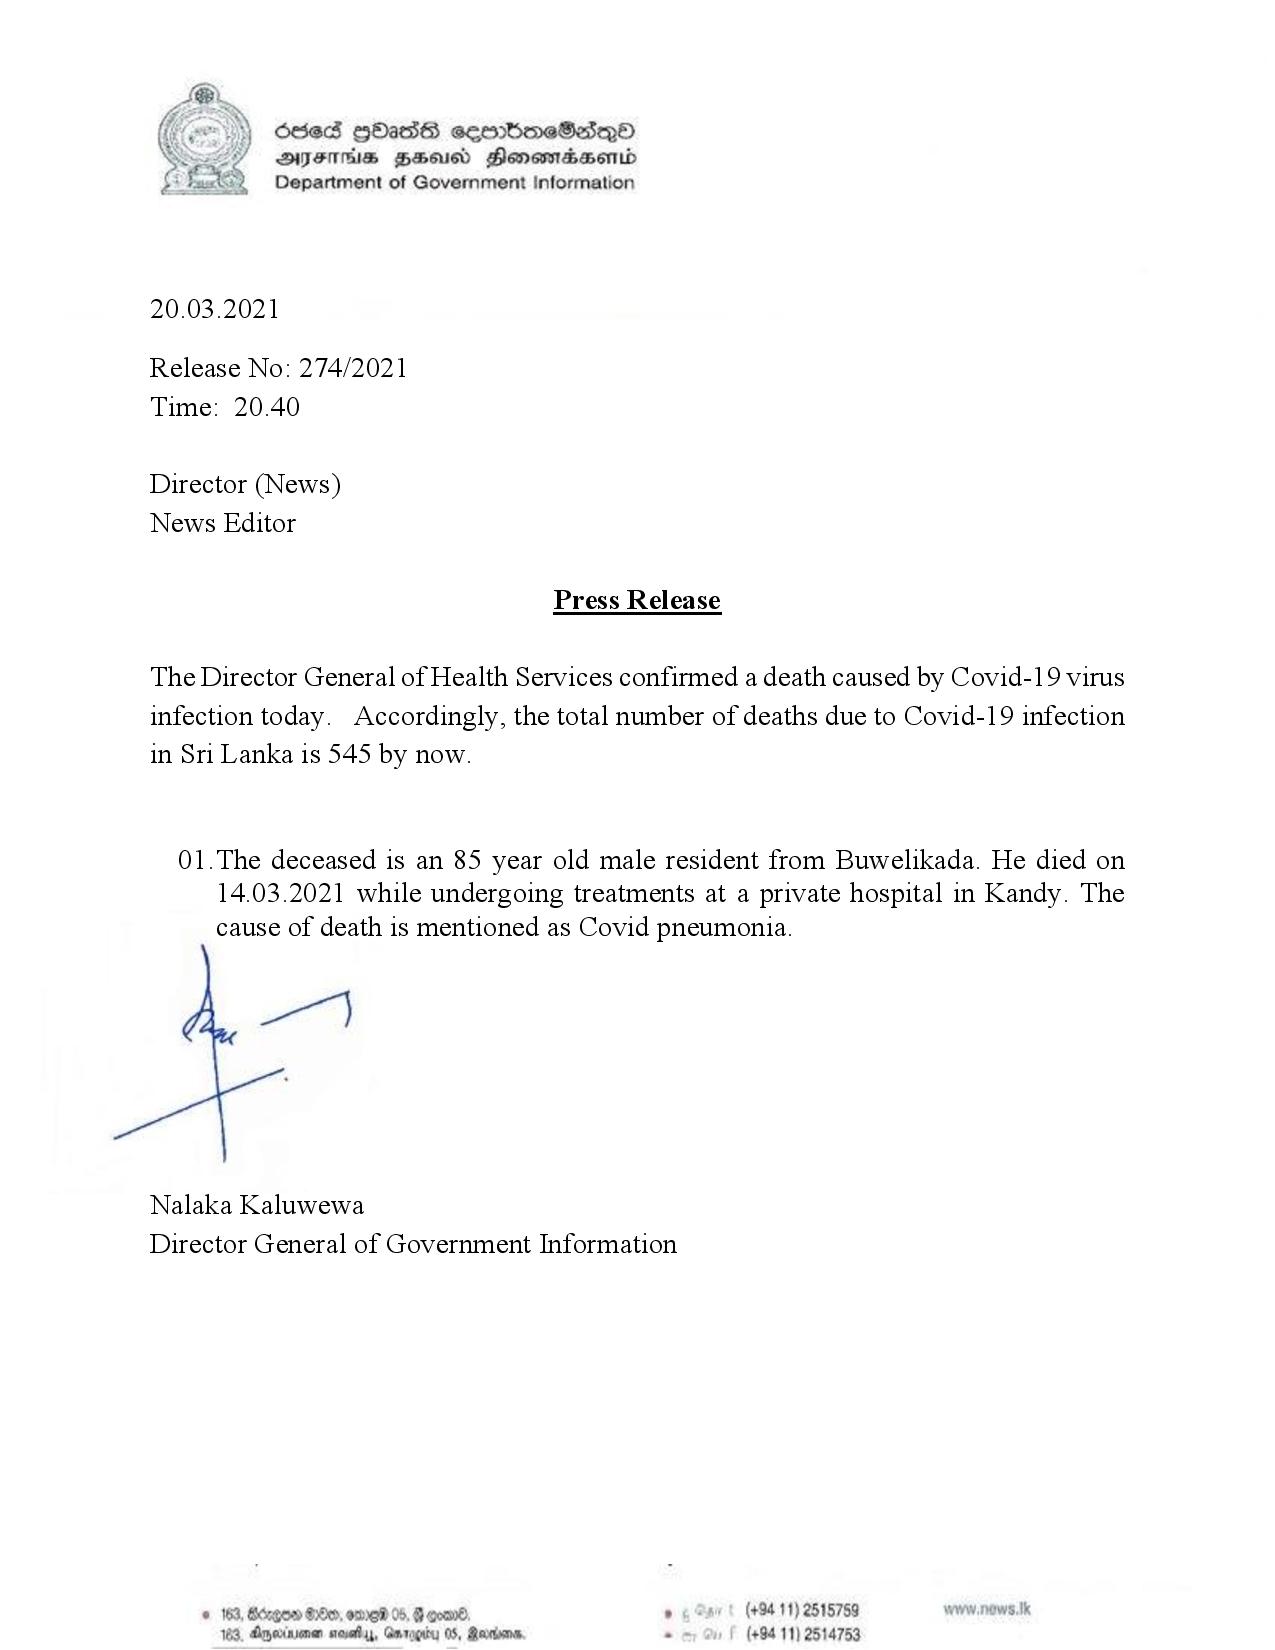 රජයේ ප්‍රවෘත්ති දෙපාර්තමේන්තුව
அரசாங்க தகவல் திணைக்களம்
Department of Government Information
20.03.2021
Release No: 274/2021
Time: 20.40
Director (News)
News Editor
Press Release
The Director General of Health Services confirmed a death caused by Covid-19 virus
infection today. Accordingly, the total number of deaths due to Covid-19 infection
in Sri Lanka is 545 by now.
01. The deceased is an 85 year old male resident from Buwelikada. He died on
14.03.2021 while undergoing treatments at a private hospital in Kandy. The
cause of death is mentioned as Covid pneumonia.
Nalaka Kaluwewa
Director General of Government Information
163, කිරුලපන මාවත, කොළඹ 05, ශ්‍රී ලංකාව.
(+94 11) 2515759
www.news.lk
163, கிருலப்பனை எவனியூ, கொழும்பு 05, இலங்கை.
(+94 11) 2514753